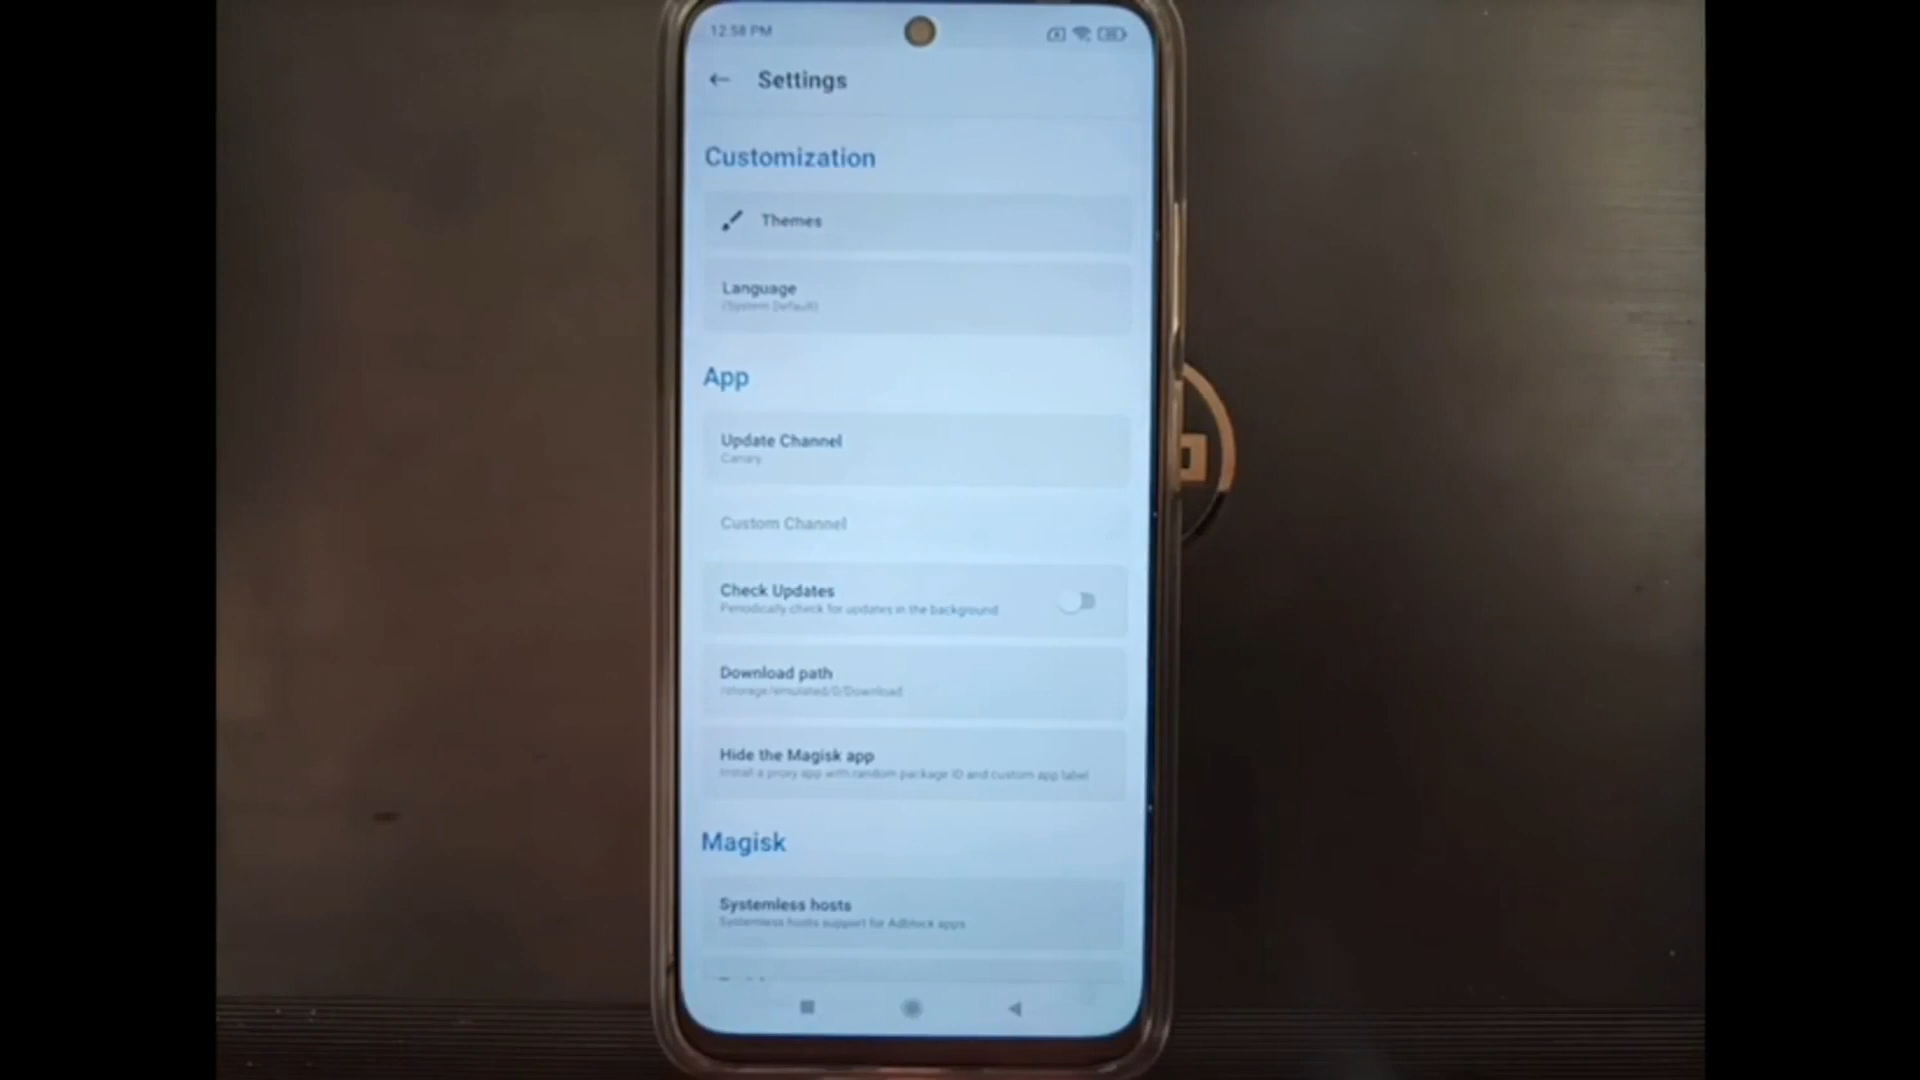 12.58 PM
Settings
Customization
Themes
Language
(System Default)
App
Update Channel
Canary
Custom Channel
Check Updates
Periodically check for updates in the background
Download path
/storage/emulated/0/Download
Hide the Magisk app
Install a proxy app with random package ID and custom app label
Magisk
Systemless hosts
Systemless hosts support for Adblock apps